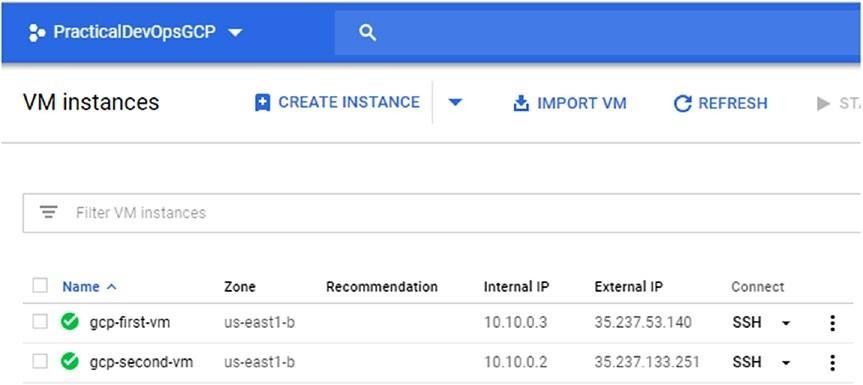 PracticalDevOpsGCP
VM instances CREATE INSTANCE IMPORT VM REFRESH STA
Filter VM instances
Name Zone Recommendation Internal IP External IP Connect
gcp-first-vm us-east1-b 10.10.0.3 35.237.53.140 SSH
gcp-second-vm us-east1-b 10.10.0.2 35.237.133.251 SSH